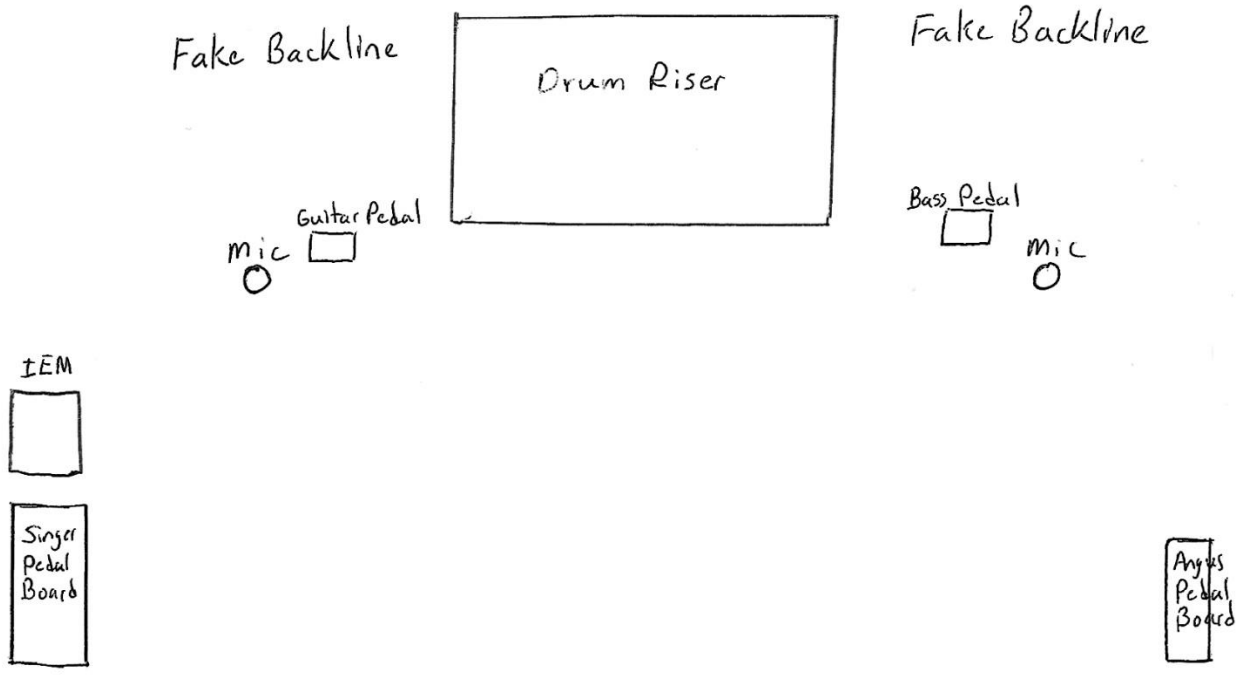 Fake Backline
Fake Backline
Drum Riser
Guitar Pedal
Bass Pedal
Mic
Mic
IEM
Singer
Pedal
Board
Angus
Pedal
Board